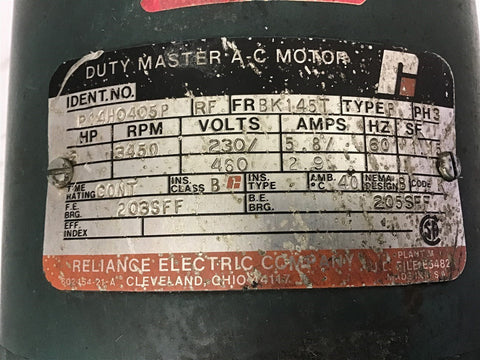 DUTY MASTER A-C MOTOR
IDENT.NO.
P14H0405P RF FR BK145T TYPE P PH 3
HP RPM VOLTS AMPS HZ SF
3450 230/ 5.8/ 60
460 2.9
TIME RATING CONT INS. CLASS B INS. TYPE AMB. °C 40 NEMA DESIGN B CODE
F.E. BRG. 203SFF B.E. BRG. 205SFF
EFF. INDEX
RELIANCE ELECTRIC COMPANY
CLEVELAND, OHIO